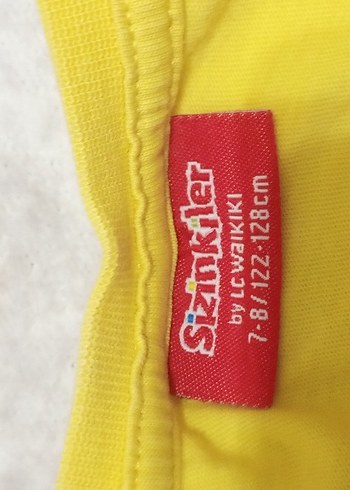 Sizinkiler
by LC WAIKIKI
7-8 / 122-128cm